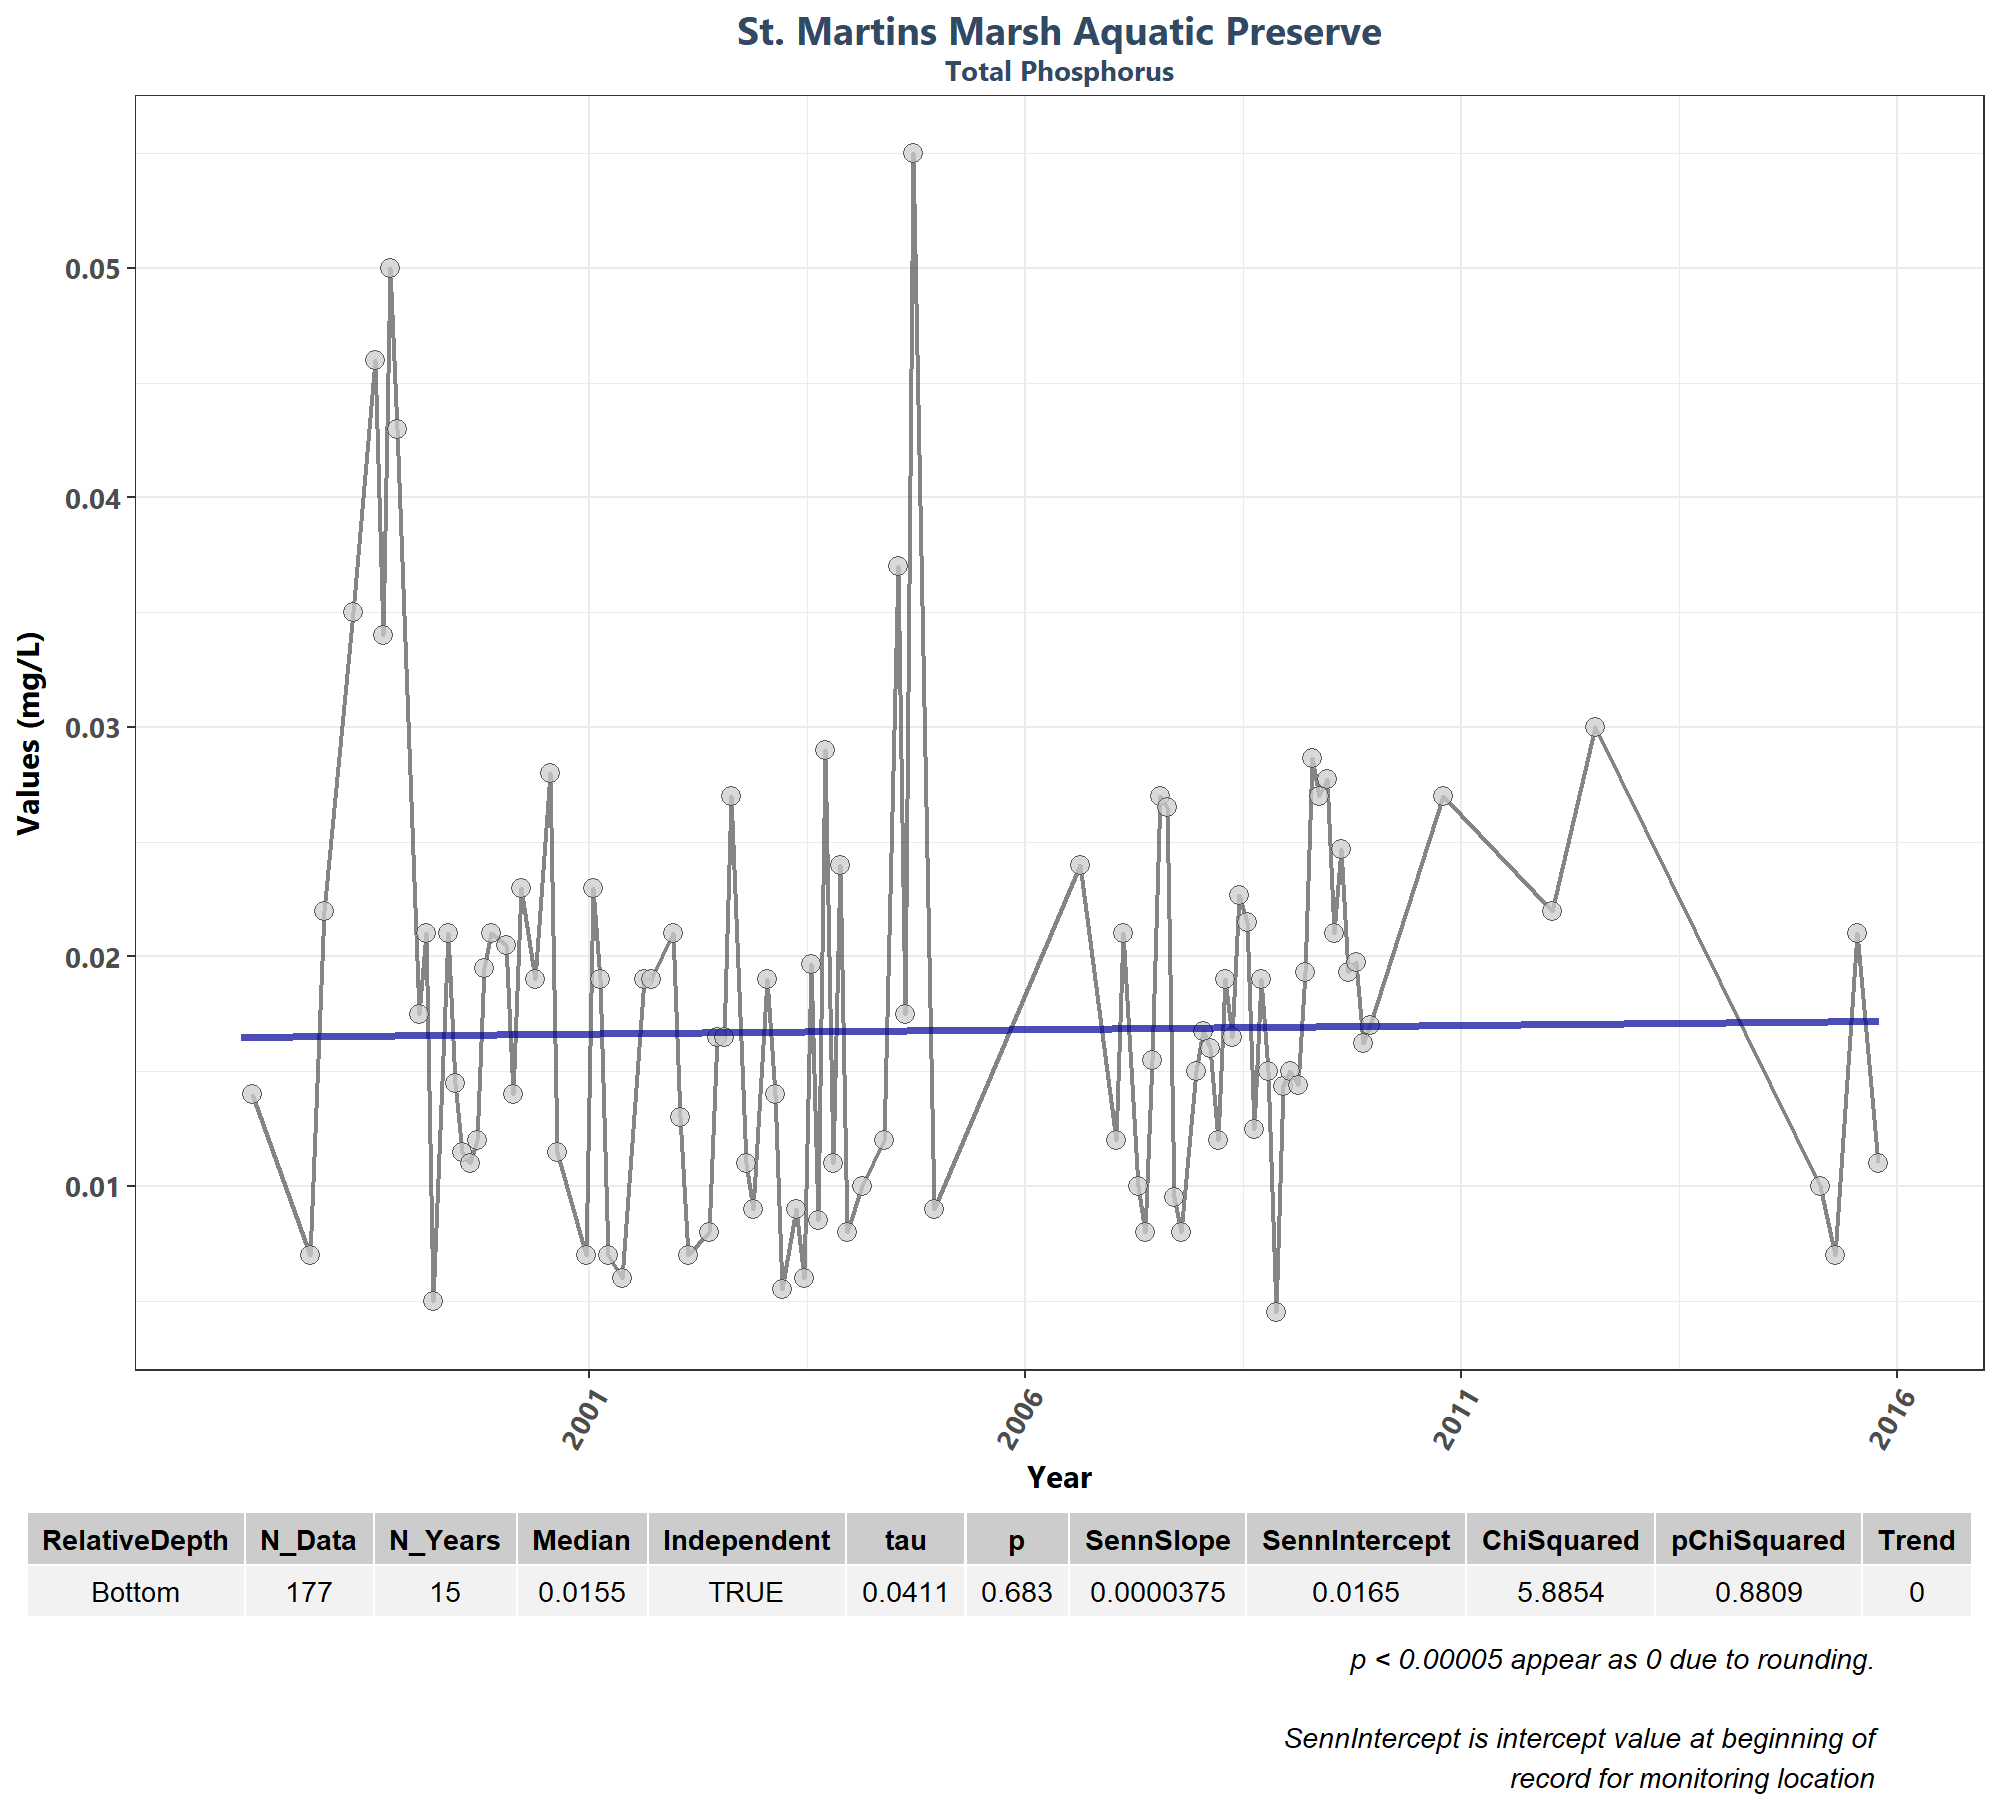 St. Martins Marsh Aquatic Preserve
Total Phosphorus
Values (mg/L)
0.05
0.04
0.03
0.02
0.01
2001 2006 2011 2016
Year
RelativeDepth N_Data N_Years Median Independent tau p SennSlope SennIntercept ChiSquared pChiSquared Trend
Bottom 177 15 0.0155 TRUE 0.0411 0.683 0.0000375 0.0165 5.8854 0.8809 0
p < 0.00005 appear as 0 due to rounding.
SennIntercept is intercept value at beginning of
record for monitoring location